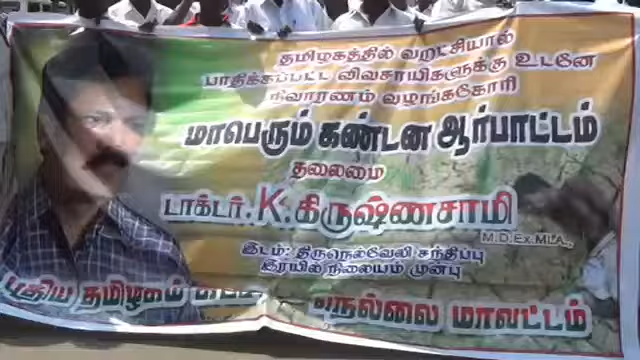 தமிழகத்தில் வறட்சியால்
பாதிக்கப்பட்ட விவசாயிகளுக்கு உடனே
நிவாரணம் வழங்ககோரி
மாபெரும் கண்டன ஆர்பாட்டம்
தலைமை
டாக்டர். K. கிருஷ்ணசாமி
M.D.Ex.MLA.,
இடம்: திருநெல்வேலி சந்திப்பு
இரயில் நிலையம் முன்பு
புதிய தமிழகம் நெல்லை மாவட்டம்